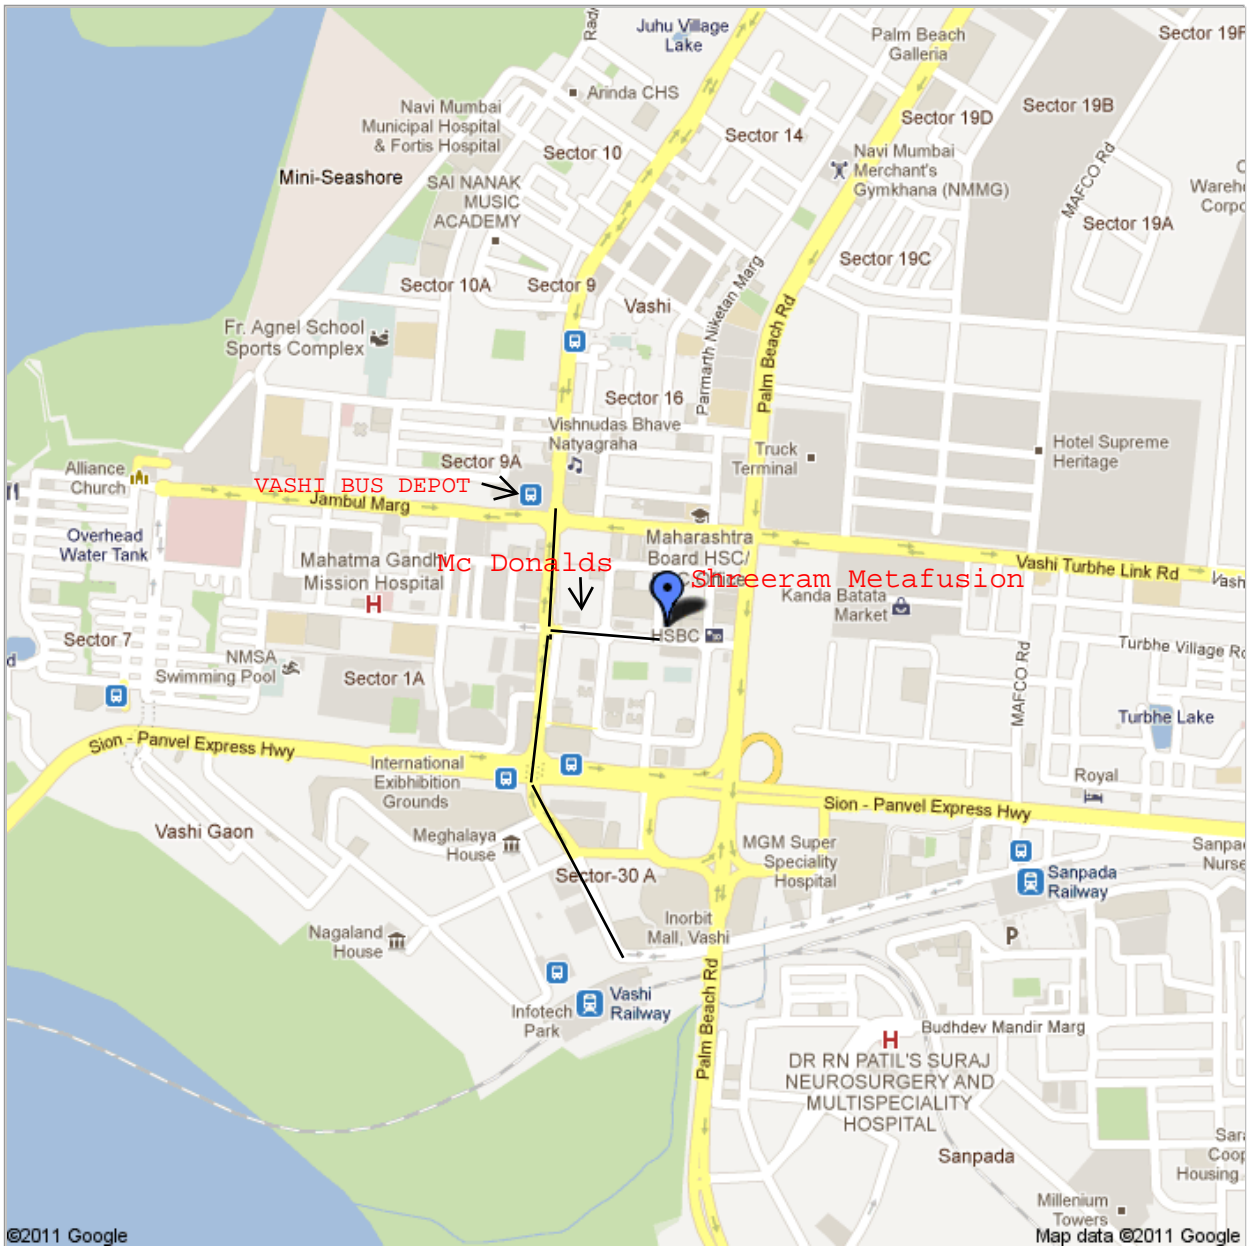 Juhu Village
Lake
Palm Beach
Galleria
Sector 19F
Arinda CHS
Sector 19B
Navi Mumbai
Municipal Hospital
& Fortis Hospital
Sector 19D
Sector 14
Sector 10
Navi Mumbai
Merchant's
Gymkhana (NMMG)
MAFCO Rd
Mini-Seashore
SAI NANAK
MUSIC
ACADEMY
Sector 19A
Sector 19C
Sector 10A
Sector 9
Vashi
Parmarth Niketan Marg
Palm Beach Rd
Fr. Agnel School
Sports Complex
Sector 16
Vishnudas Bhave
Natyagraha
Truck
Terminal
Hotel Supreme
Heritage
Sector 9A
Alliance
Church
VASHI BUS DEPOT
Jambul Marg
Overhead
Water Tank
Maharashtra
Board HSC/
Mahatma Gandhi
Mission Hospital
Mc Donalds
Shreeram Metafusion
Vashi Turbhe Link Rd
Vash
Kanda Batata
Market
H
HSBC
Sector 7
Turbhe Village Rd
MAFCO Rd
NMSA
Swimming Pool
Sector 1A
Turbhe Lake
Sion - Panvel Express Hwy
International
Exibhibition
Grounds
Royal
Sion - Panvel Express Hwy
Vashi Gaon
Meghalaya
House
MGM Super
Speciality
Hospital
Sanpa
Nurse
Sector-30 A
Sanpada
Railway
Inorbit
Mall, Vashi
Nagaland
House
P
Vashi
Railway
Infotech
Park
Palm Beach Rd
Budhdev Mandir Marg
H
DR RN PATIL'S SURAJ
NEUROSURGERY AND
MULTISPECIALITY
HOSPITAL
Sanpada
Sara
Coop
Housing
Millenium
Towers
©2011 Google
Map data ©2011 Google